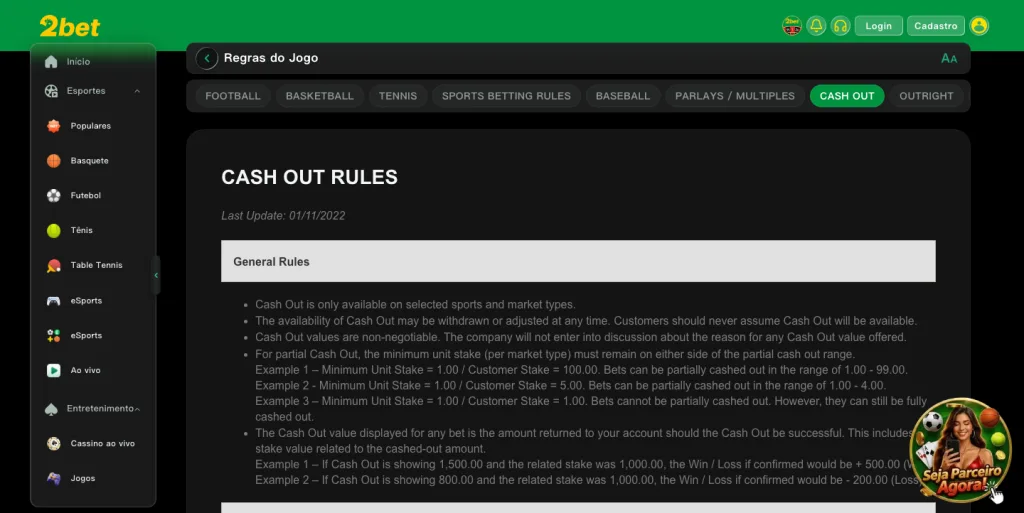 2bet
2bet
Login
Cadastro
Início
Esportes
Populares
Basquete
Futebol
Tênis
Table Tennis
eSports
eSports
Ao vivo
Entretenimento
Cassino ao vivo
Jogos
Regras do Jogo
AA
FOOTBALL
BASKETBALL
TENNIS
SPORTS BETTING RULES
BASEBALL
PARLAYS / MULTIPLES
CASH OUT
OUTRIGHT
CASH OUT RULES
Last Update: 01/11/2022
General Rules
• Cash Out is only available on selected sports and market types.
• The availability of Cash Out may be withdrawn or adjusted at any time. Customers should never assume Cash Out will be available.
• Cash Out values are non-negotiable. The company will not enter into discussion about the reason for any Cash Out value offered.
• For partial Cash Out, the minimum unit stake (per market type) must remain on either side of the partial cash out range.
Example 1 – Minimum Unit Stake = 1.00 / Customer Stake = 100.00. Bets can be partially cashed out in the range of 1.00 - 99.00.
Example 2 - Minimum Unit Stake = 1.00 / Customer Stake = 5.00. Bets can be partially cashed out in the range of 1.00 - 4.00.
Example 3 – Minimum Unit Stake = 1.00 / Customer Stake = 1.00. Bets cannot be partially cashed out. However, they can still be fully
cashed out.
• The Cash Out value displayed for any bet is the amount returned to your account should the Cash Out be successful. This includes
stake value related to the cashed-out amount.
Example 1 – If Cash Out is showing 1,500.00 and the related stake was 1,000.00, the Win / Loss if confirmed would be + 500.00
Example 2 – If Cash Out is showing 800.00 and the related stake was 1,000.00, the Win / Loss if confirmed would be - 200.00 (Loss)
Seja Parceiro
Agora!